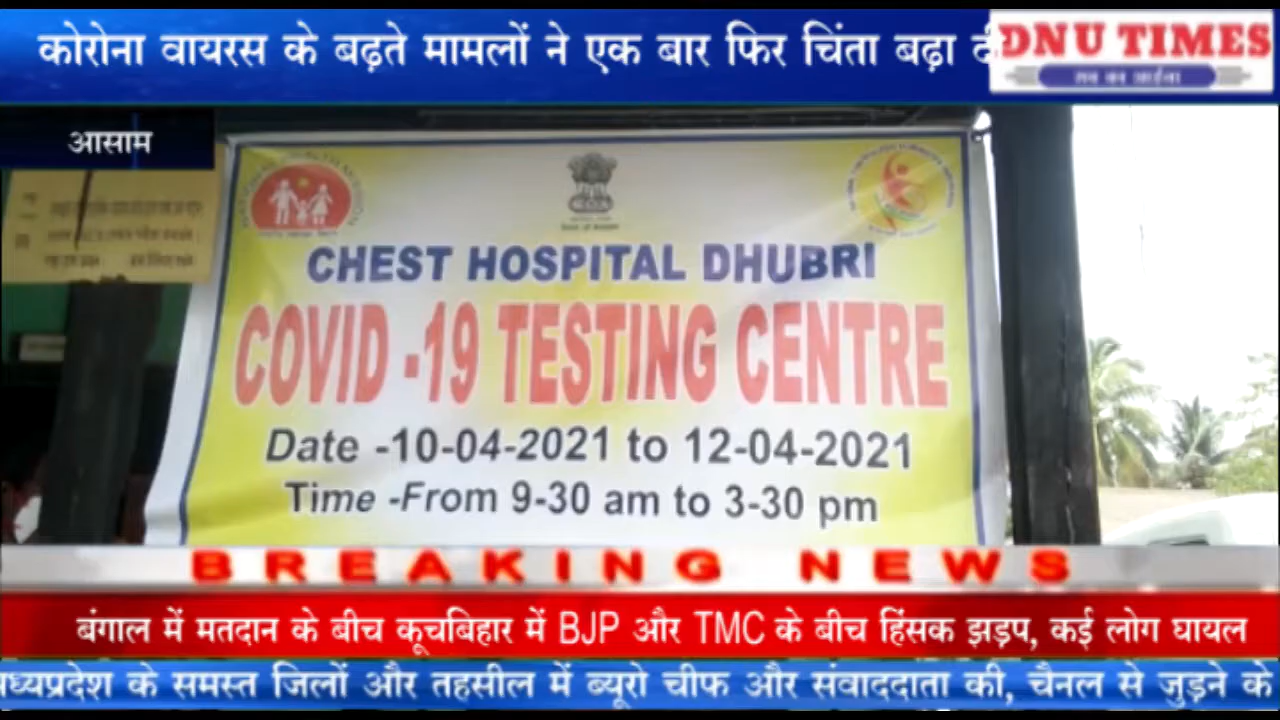 कोरोना वायरस के बढ़ते मामलों ने एक बार फिर चिंता बढ़ा
DNU TIMES
सच का आईना
आसाम
CHEST HOSPITAL DHUBRI
COVID -19 TESTING CENTRE
Date -10-04-2021 to 12-04-2021
Time -From 9-30 am to 3-30 pm
BREAKING NEWS
बंगाल में मतदान के बीच कूचबिहार में BJP और TMC के बीच हिंसक झड़प, कई लोग घायल
ध्यप्रदेश के समस्त जिलों और तहसील में ब्यूरो चीफ और संवाददाता की, चैनल से जुड़ने के